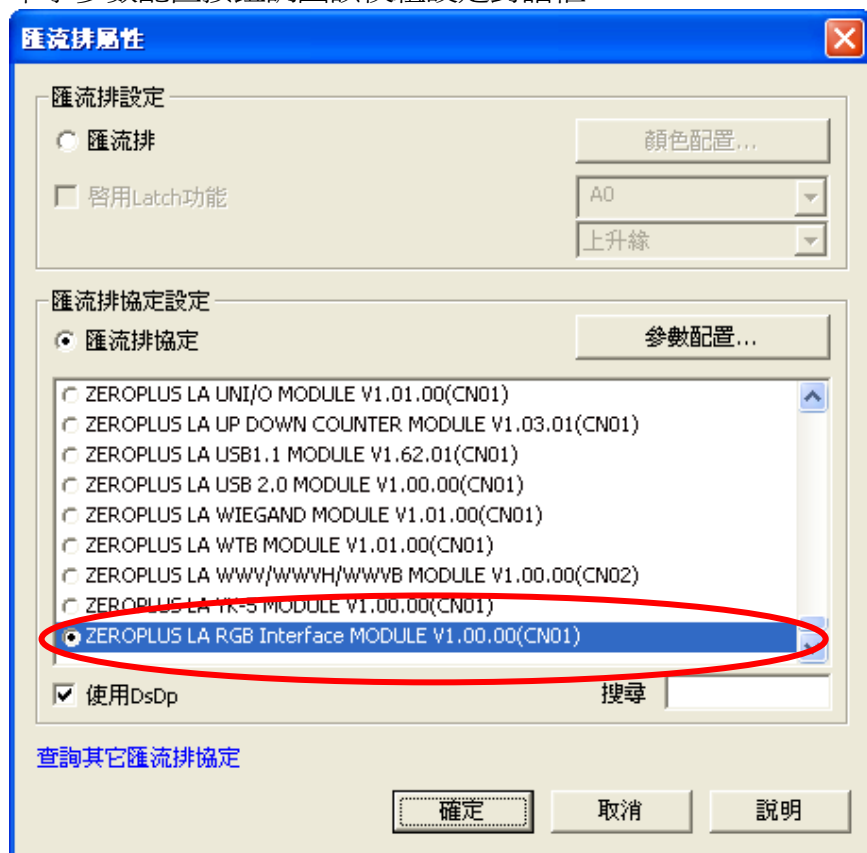 匯流排屬性
匯流排設定
匯流排
顏色配置...
啓用Latch功能
A0
上升緣
匯流排協定設定
匯流排協定
參數配置...
ZEROPLUS LA UNI/O MODULE V1.01.00(CN01)
ZEROPLUS LA UP DOWN COUNTER MODULE V1.03.01(CN01)
ZEROPLUS LA USB1.1 MODULE V1.62.01(CN01)
ZEROPLUS LA USB 2.0 MODULE V1.00.00(CN01)
ZEROPLUS LA WIEGAND MODULE V1.01.00(CN01)
ZEROPLUS LA WTB MODULE V1.01.00(CN01)
ZEROPLUS LA WWV/WWVH/WWVB MODULE V1.00.00(CN02)
ZEROPLUS LA YK-5 MODULE V1.00.00(CN01)
ZEROPLUS LA RGB Interface MODULE V1.00.00(CN01)
使用DsDp
搜尋
查詢其它匯流排協定
確定
取消
說明